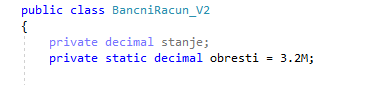 public class BancniRacun_V2
{
private decimal stanje;
private static decimal obresti = 3.2M;